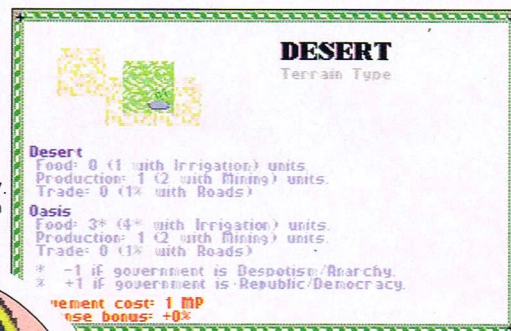 DESERT
Terrain Type
Desert
Food: 0 (1 with Irrigation) units.
Production: 1 (2 with Mining) units.
Trade: 0 (1% with Roads)
Oasis
Food: 3* (4* with Irrigation) units.
Production: 1 (2 with Mining) units.
Trade: 0 (1% with Roads)
* -1 if government is Despotism/Anarchy.
% +1 if government is Republic/Democracy.
vement cost: 1 MP
nse bonus: +0%